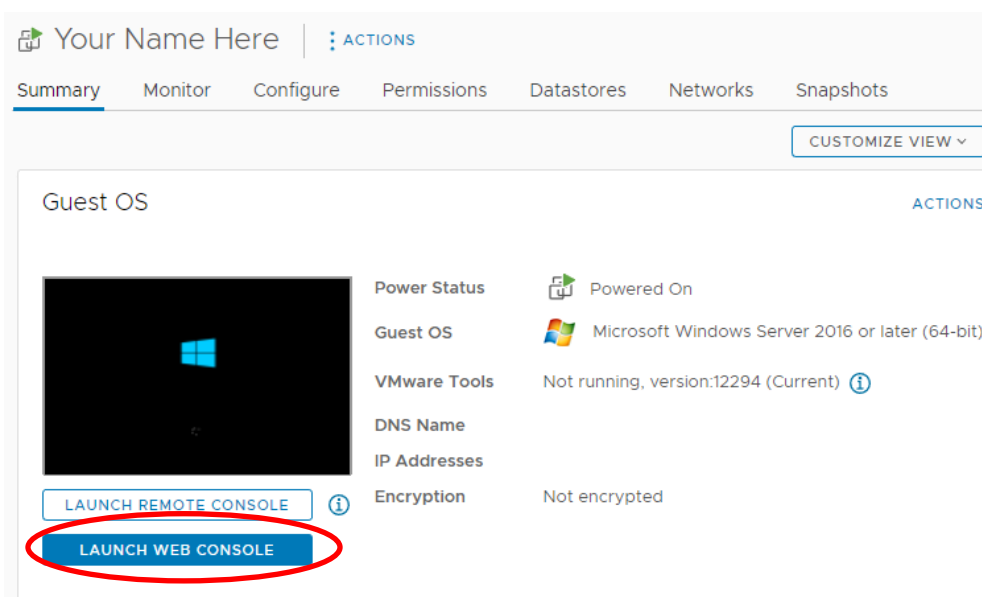 Your Name Here
ACTIONS
Summary Monitor Configure Permissions Datastores Networks Snapshots
CUSTOMIZE VIEW
Guest OS
ACTIONS
Power Status Powered On
Guest OS Microsoft Windows Server 2016 or later (64-bit)
VMware Tools Not running, version:12294 (Current)
DNS Name
IP Addresses
LAUNCH REMOTE CONSOLE
Encryption Not encrypted
LAUNCH WEB CONSOLE